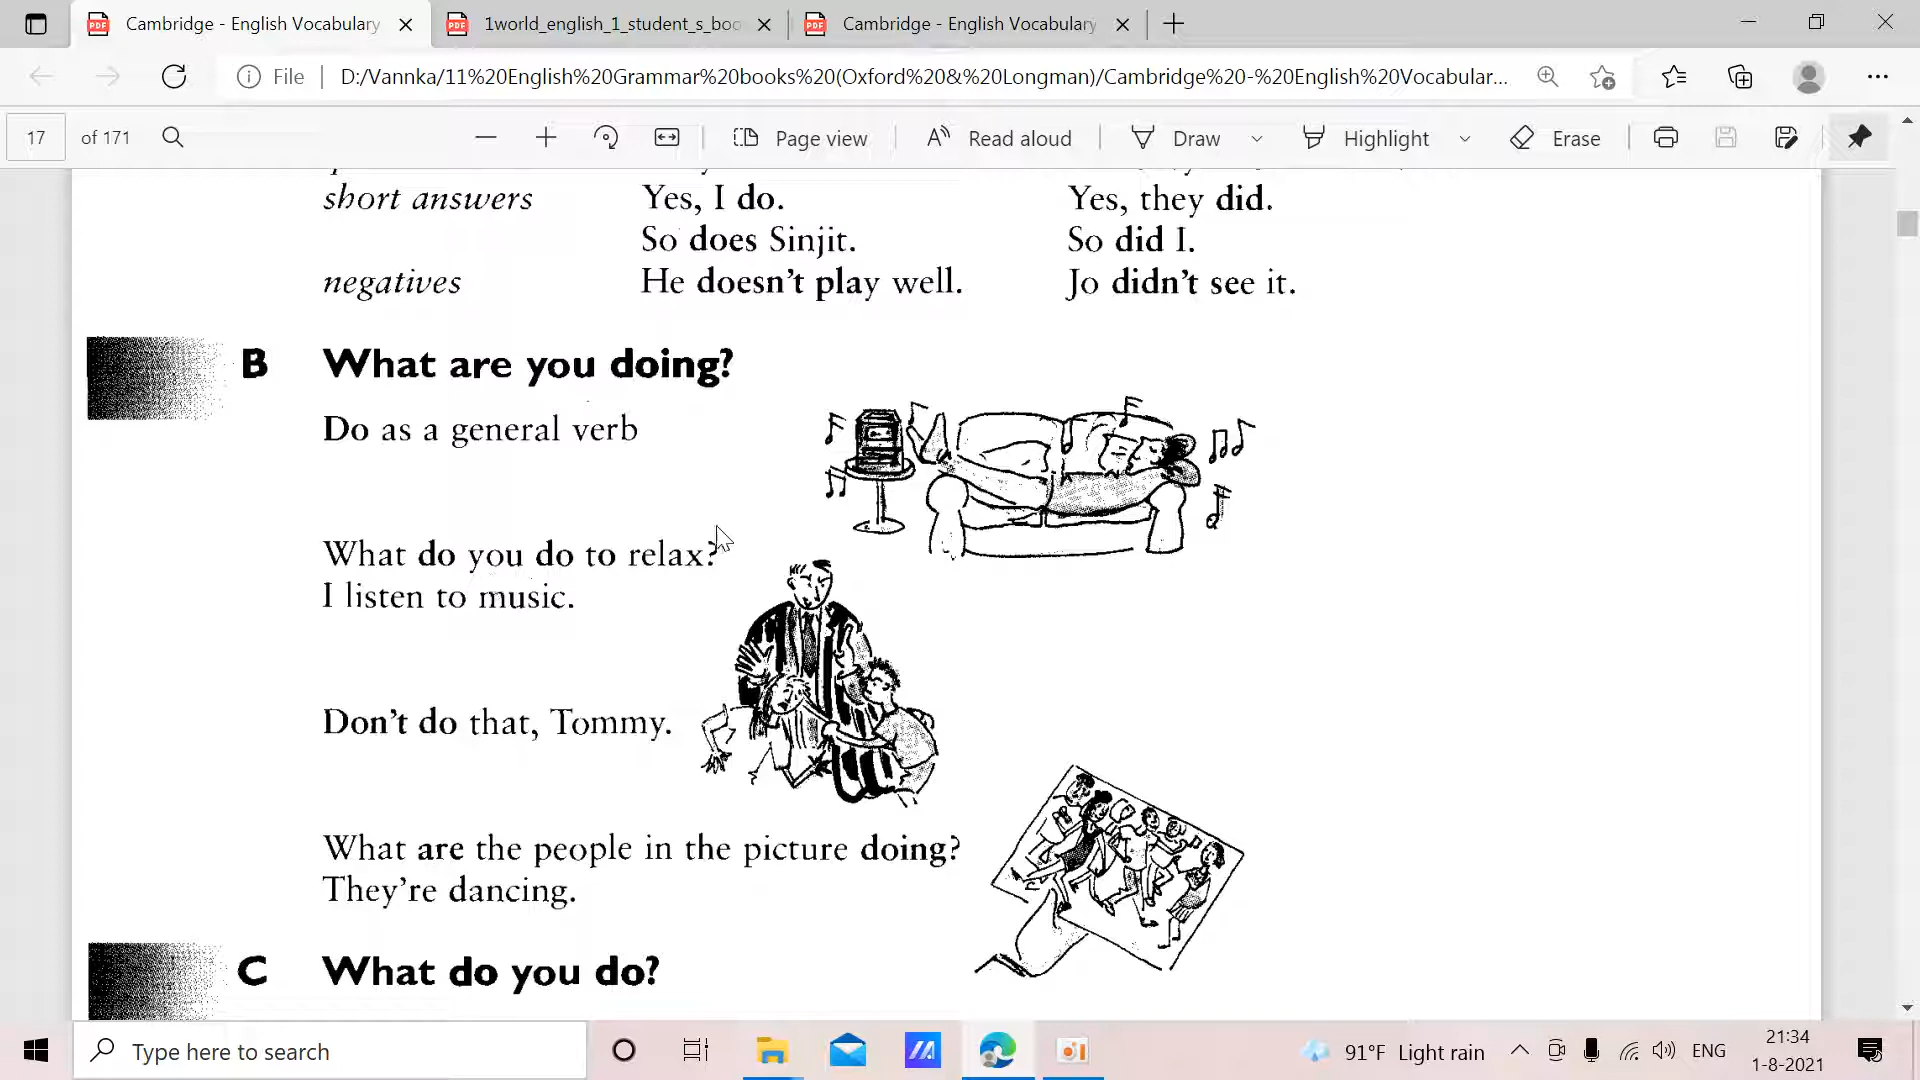 Cambridge - English Vocabulary
1world_english_1_student_s_boo
Cambridge - English Vocabulary
File
D:/Vannka/11%20English%20Grammar%20books%20(Oxford%20&%20Longman)/Cambridge%20-%20English%20Vocabular...
17 of 171
Page view
Read aloud
Draw
Highlight
Erase
short answers Yes, I do. Yes, they did.
So does Sinjit. So did I.
negatives He doesn't play well. Jo didn't see it.
B What are you doing?
Do as a general verb
What do you do to relax?
I listen to music.
Don't do that, Tommy.
What are the people in the picture doing?
They're dancing.
C What do you do?
Type here to search
91°F Light rain
ENG
21:34
1-8-2021